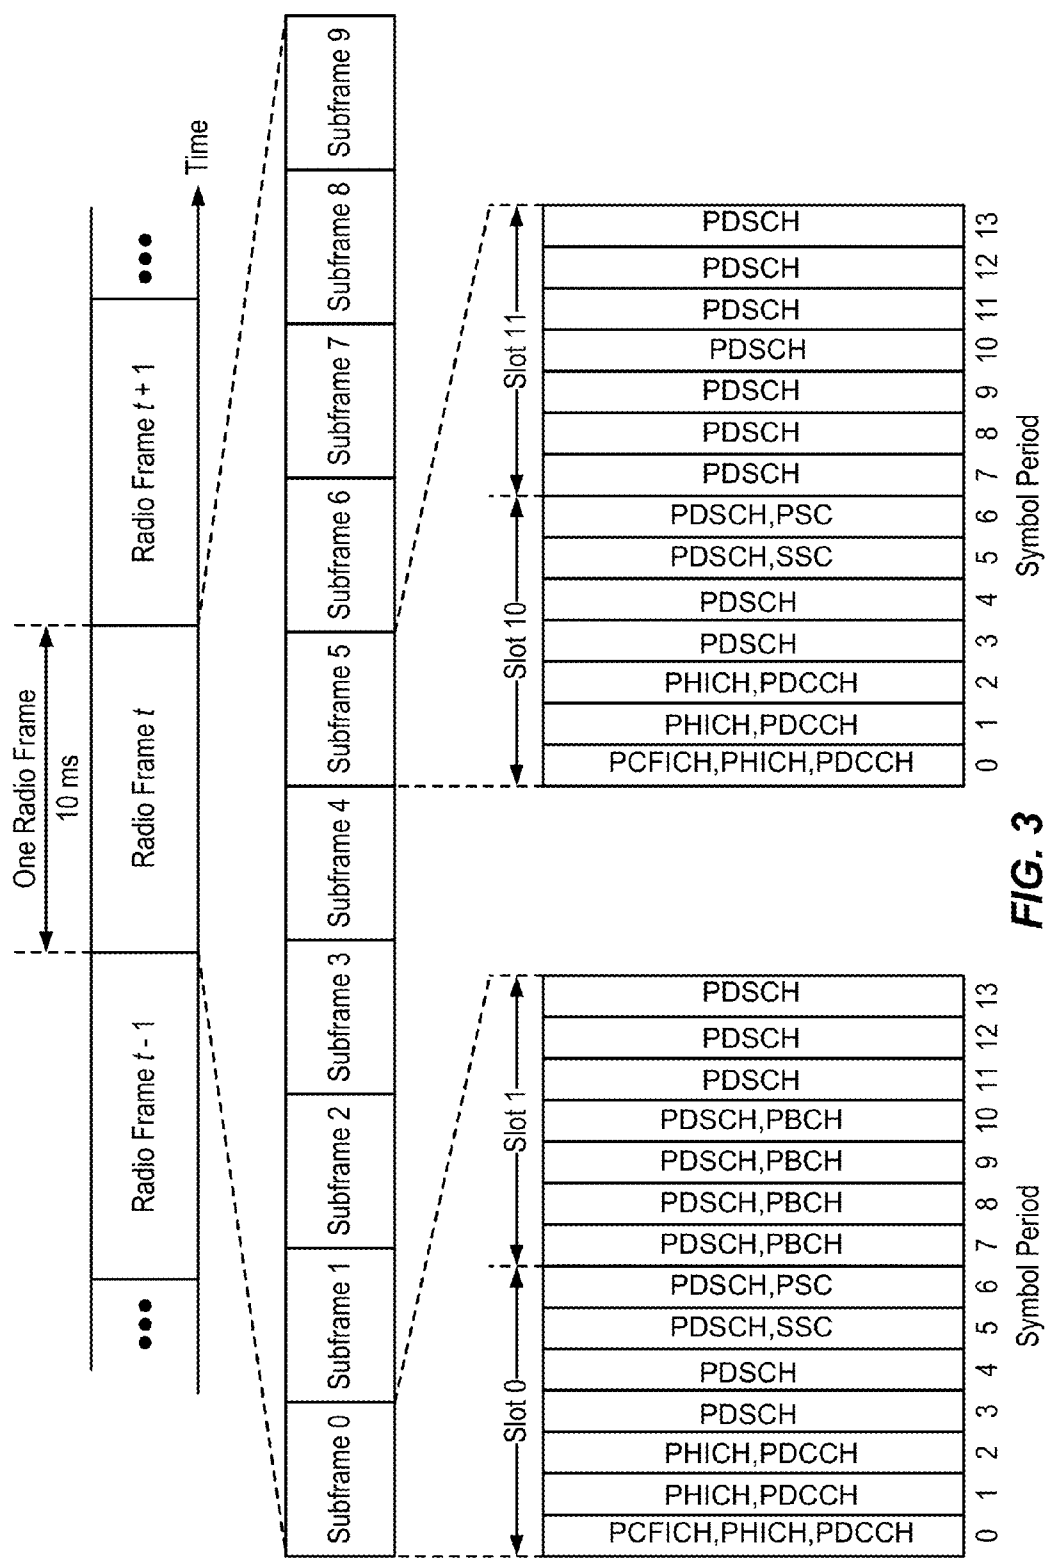 One Radio Frame
10 ms
Radio Frame t - 1
Radio Frame t
Radio Frame t + 1
Time
Subframe 0
Subframe 1
Subframe 2
Subframe 3
Subframe 4
Subframe 5
Subframe 6
Subframe 7
Subframe 8
Subframe 9
Slot 0
Slot 1
PCFICH,PHICH,PDCCH
PHICH,PDCCH
PHICH,PDCCH
PDSCH
PDSCH
PDSCH,SSC
PDSCH,PSC
PDSCH,PBCH
PDSCH,PBCH
PDSCH,PBCH
PDSCH,PBCH
PDSCH
PDSCH
PDSCH
0 1 2 3 4 5 6 7 8 9 10 11 12 13
Symbol Period
Slot 10
Slot 11
PCFICH,PHICH,PDCCH
PHICH,PDCCH
PHICH,PDCCH
PDSCH
PDSCH
PDSCH,SSC
PDSCH,PSC
PDSCH
PDSCH
PDSCH
PDSCH
PDSCH
PDSCH
PDSCH
0 1 2 3 4 5 6 7 8 9 10 11 12 13
Symbol Period
FIG. 3